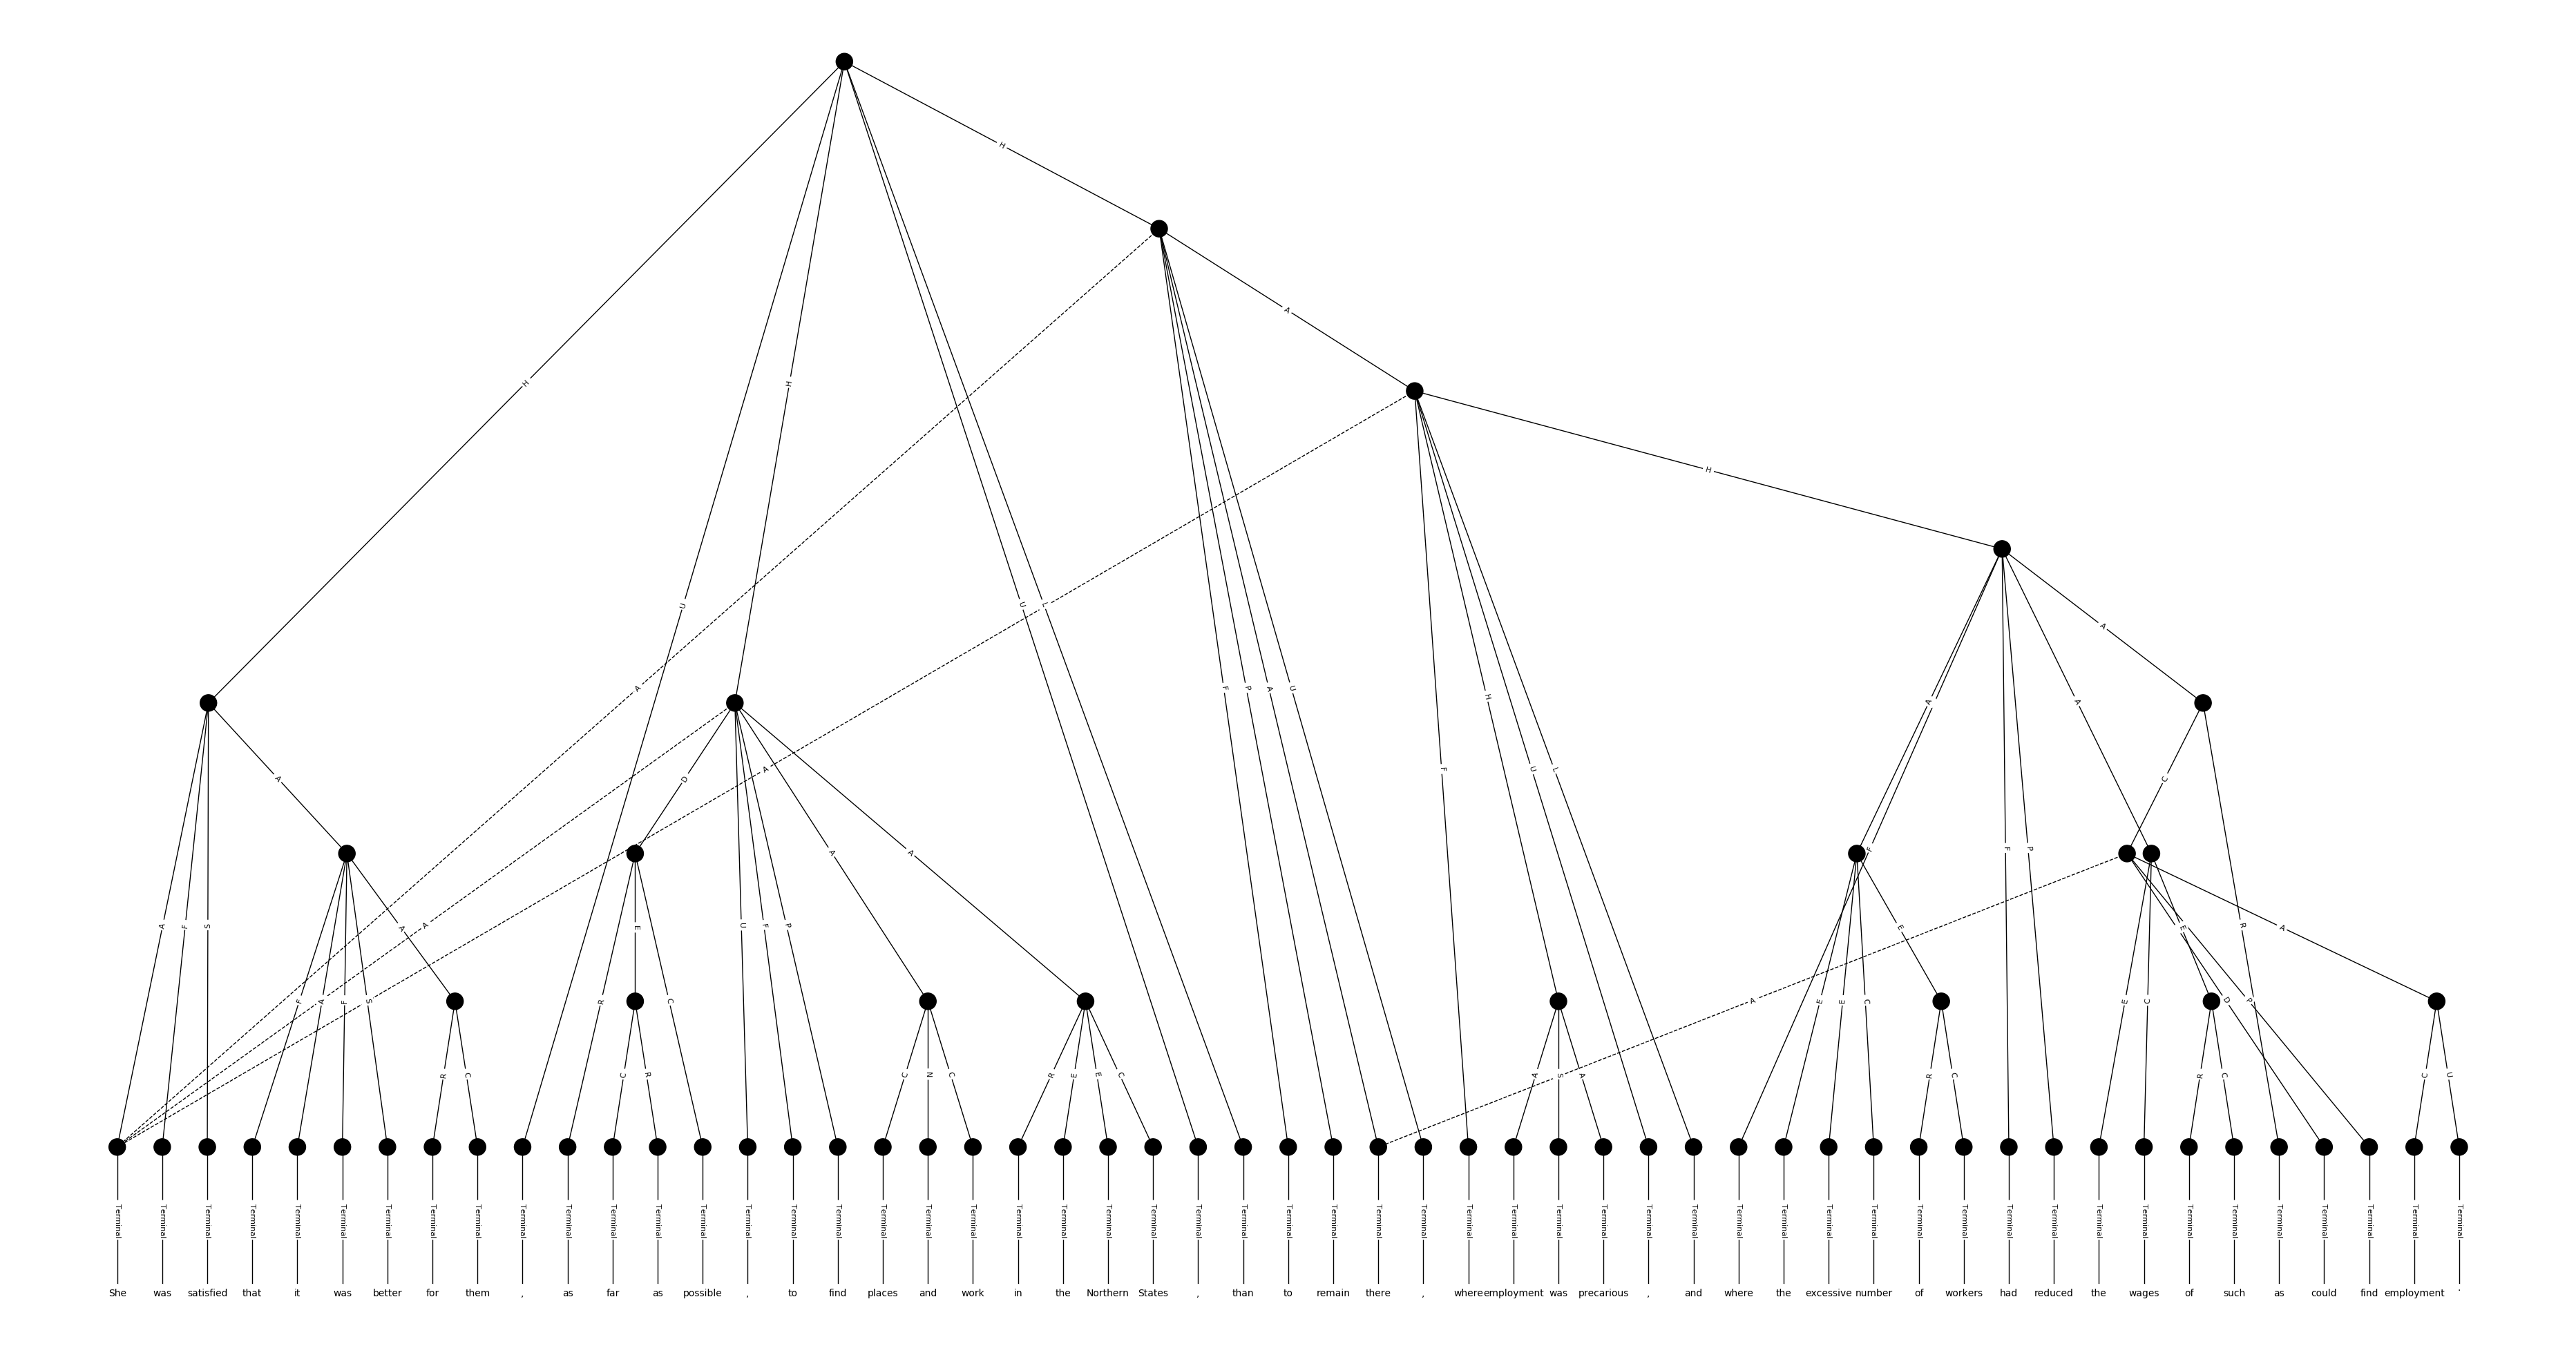 H
H
A
H
H
H
U
U
L
A
A
A
F
P
A
U
A
D
A
F
H
U
L
A
F
A
F
P
A
C
A
F
S
A
A
R
E
C
U
F
P
A
A
E
E
R
A
F
A
F
S
A
E
E
C
E
C
D
P
R
C
C
R
C
N
C
R
E
E
C
A
S
A
R
C
R
C
C
U
Terminal Terminal Terminal Terminal Terminal Terminal Terminal Terminal Terminal Terminal Terminal Terminal Terminal Terminal Terminal Terminal Terminal Terminal Terminal Terminal Terminal Terminal Terminal Terminal Terminal Terminal Terminal Terminal Terminal Terminal Terminal Terminal Terminal Terminal Terminal Terminal Terminal Terminal Terminal Terminal Terminal Terminal Terminal Terminal Terminal Terminal Terminal Terminal Terminal Terminal Terminal Terminal Terminal
She was satisfied that it was better for them , as far as possible , to find places and work in the Northern States , than to remain there , where employment was precarious , and where the excessive number of workers had reduced the wages of such as could find employment .